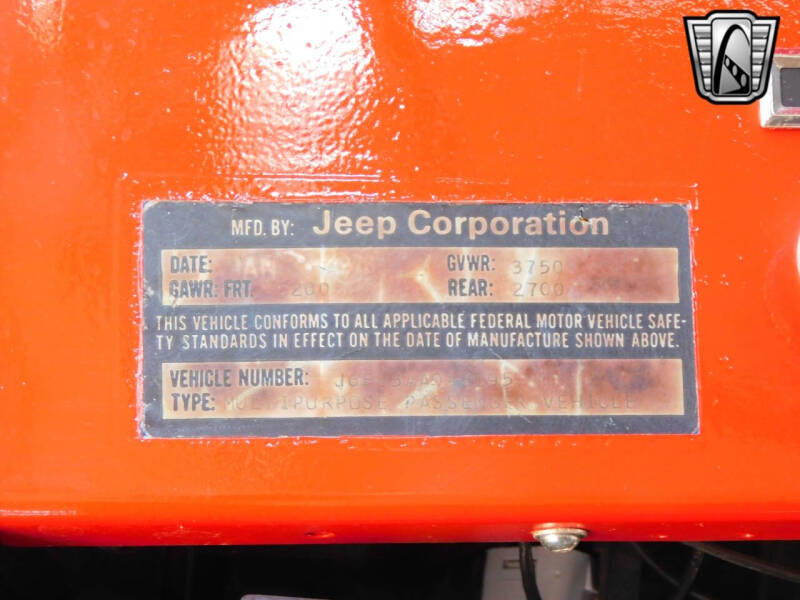 MFD. BY: Jeep Corporation
DATE: GVWR: 3750
GAWR: FRT. REAR: 2700
THIS VEHICLE CONFORMS TO ALL APPLICABLE FEDERAL MOTOR VEHICLE SAFE-
TY STANDARDS IN EFFECT ON THE DATE OF MANUFACTURE SHOWN ABOVE.
VEHICLE NUMBER:
TYPE: MULTIPURPOSE PASSENGER VEHICLE